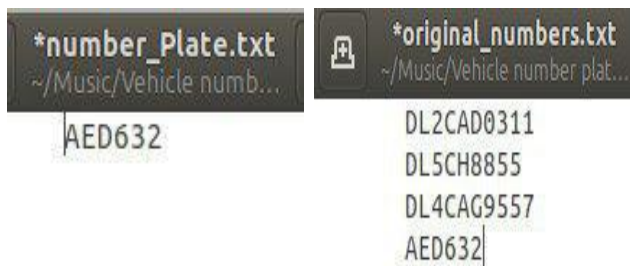 *number_Plate.txt
~/Music/Vehicle numb...
AED632
*original_numbers.txt
~/Music/Vehicle number plat...
DL2CAD0311
DL5CH8855
DL4CAG9557
AED632